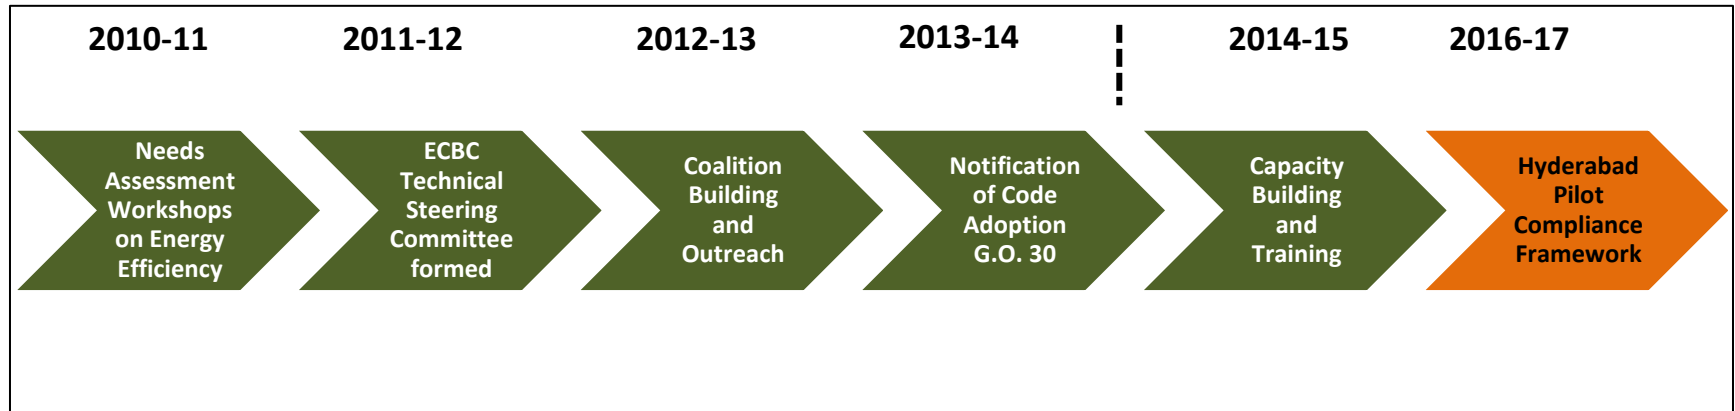 2010-11 2011-12 2012-13 2013-14 2014-15 2016-17
Needs
Assessment
Workshops
on Energy
Efficiency
ECBC
Technical
Steering
Committee
formed
Coalition
Building
and
Outreach
Notification
of Code
Adoption
G.O. 30
Capacity
Building
and
Training
Hyderabad
Pilot
Compliance
Framework